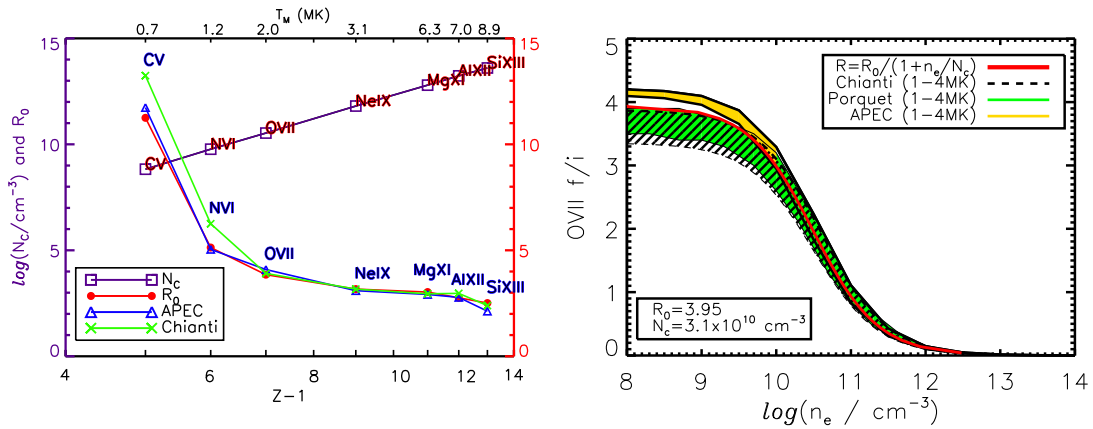 T_M (MK)
0.7 1.2 2.0 3.1 6.3 7.0 8.9
15 15
10 10
5 5
0 0
log(N_C/cm⁻³) and R_0
CV
NVI
OVII
NeIX
MgXI
AlXII
SiXIII
CV
NVI
OVII
NeIX
MgXI
AlXII
SiXIII
N_c
R_0
APEC
Chianti
4 6 8 10 12 14
Z−1
5
4
3
2
1
0
OVII f/i
R=R_0/(1+n_e/N_c)
Chianti (1−4MK)
Porquet (1−4MK)
APEC (1−4MK)
R_0=3.95
N_c=3.1x10¹⁰ cm⁻³
8 9 10 11 12 13 14
log(n_e / cm⁻³)